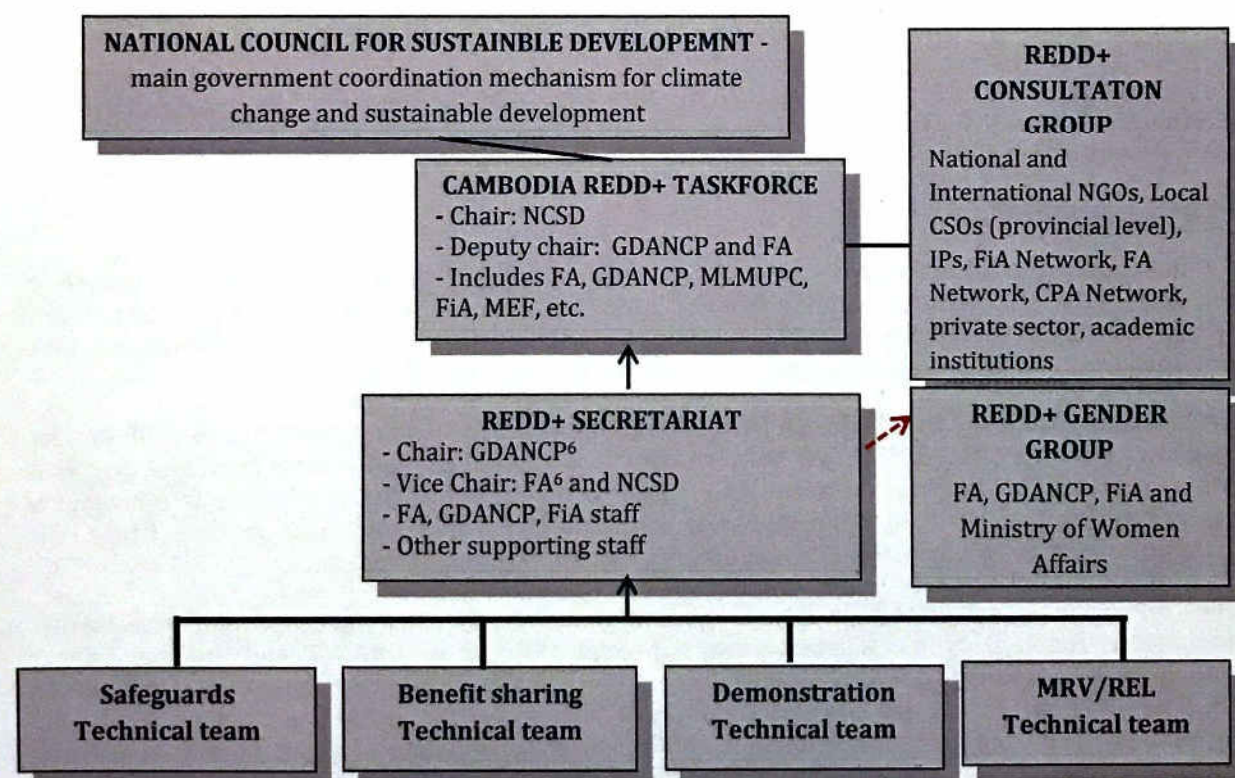 NATIONAL COUNCIL FOR SUSTAINBLE DEVELOPEMNT -
main government coordination mechanism for climate
change and sustainable development
REDD+
CONSULTATON
GROUP
National and
International NGOs, Local
CSOs (provincial level),
IPs, FiA Network, FA
Network, CPA Network,
private sector, academic
institutions
CAMBODIA REDD+ TASKFORCE
- Chair: NCSD
- Deputy chair: GDANCP and FA
- Includes FA, GDANCP, MLMUPC,
FiA, MEF, etc.
REDD+ SECRETARIAT
- Chair: GDANCP⁶
- Vice Chair: FA⁶ and NCSD
- FA, GDANCP, FiA staff
- Other supporting staff
REDD+ GENDER
GROUP
FA, GDANCP, FiA and
Ministry of Women
Affairs
Safeguards
Technical team
Benefit sharing
Technical team
Demonstration
Technical team
MRV/REL
Technical team